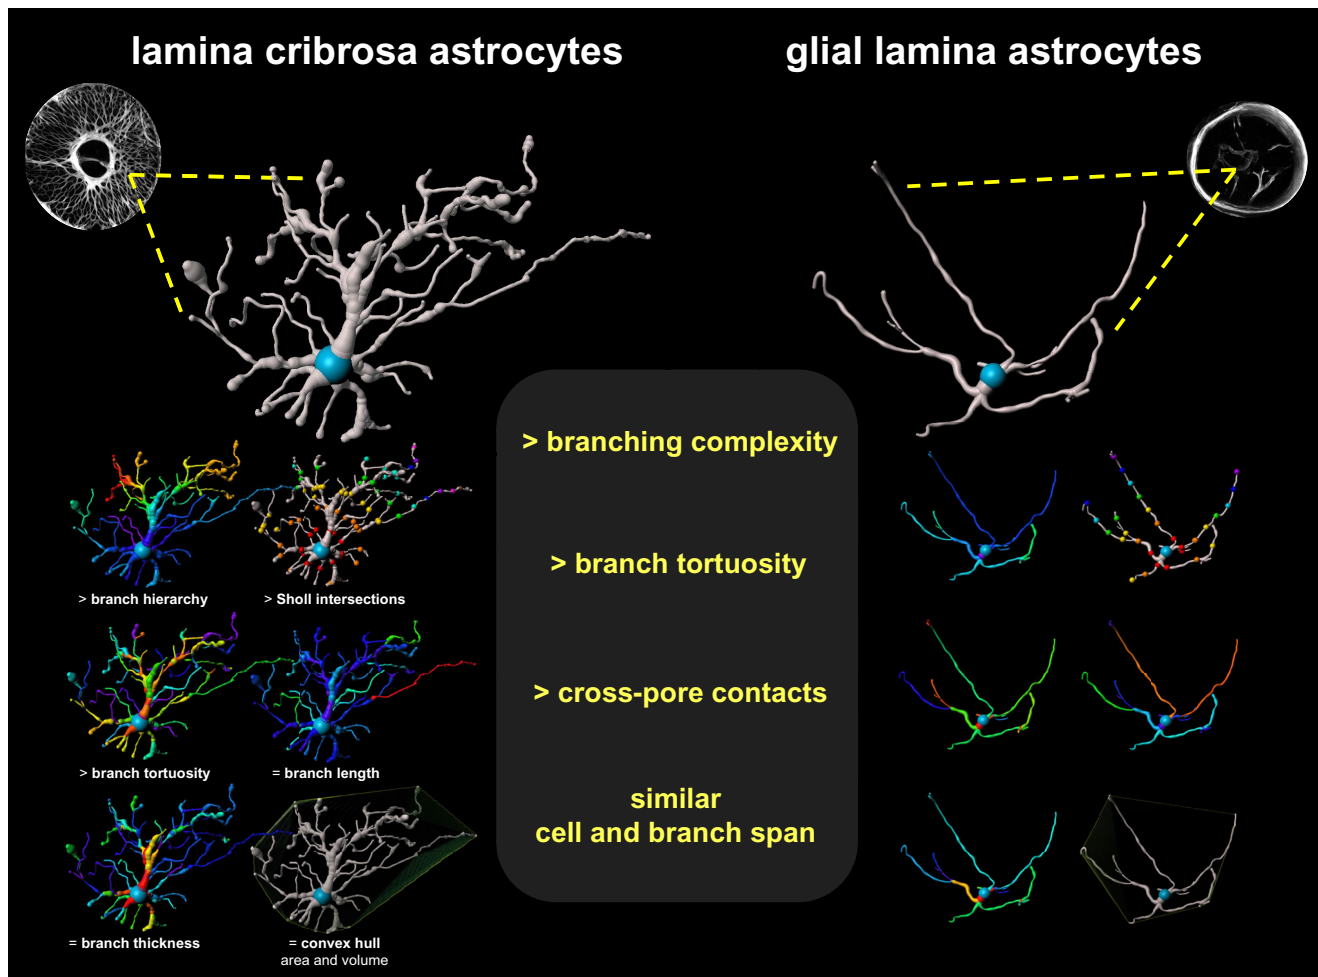 lamina cribrosa astrocytes
glial lamina astrocytes
> branching complexity
> branch tortuosity
> cross-pore contacts
similar
cell and branch span
> branch hierarchy
> Sholl intersections
> branch tortuosity
= branch length
= branch thickness
= convex hull
area and volume